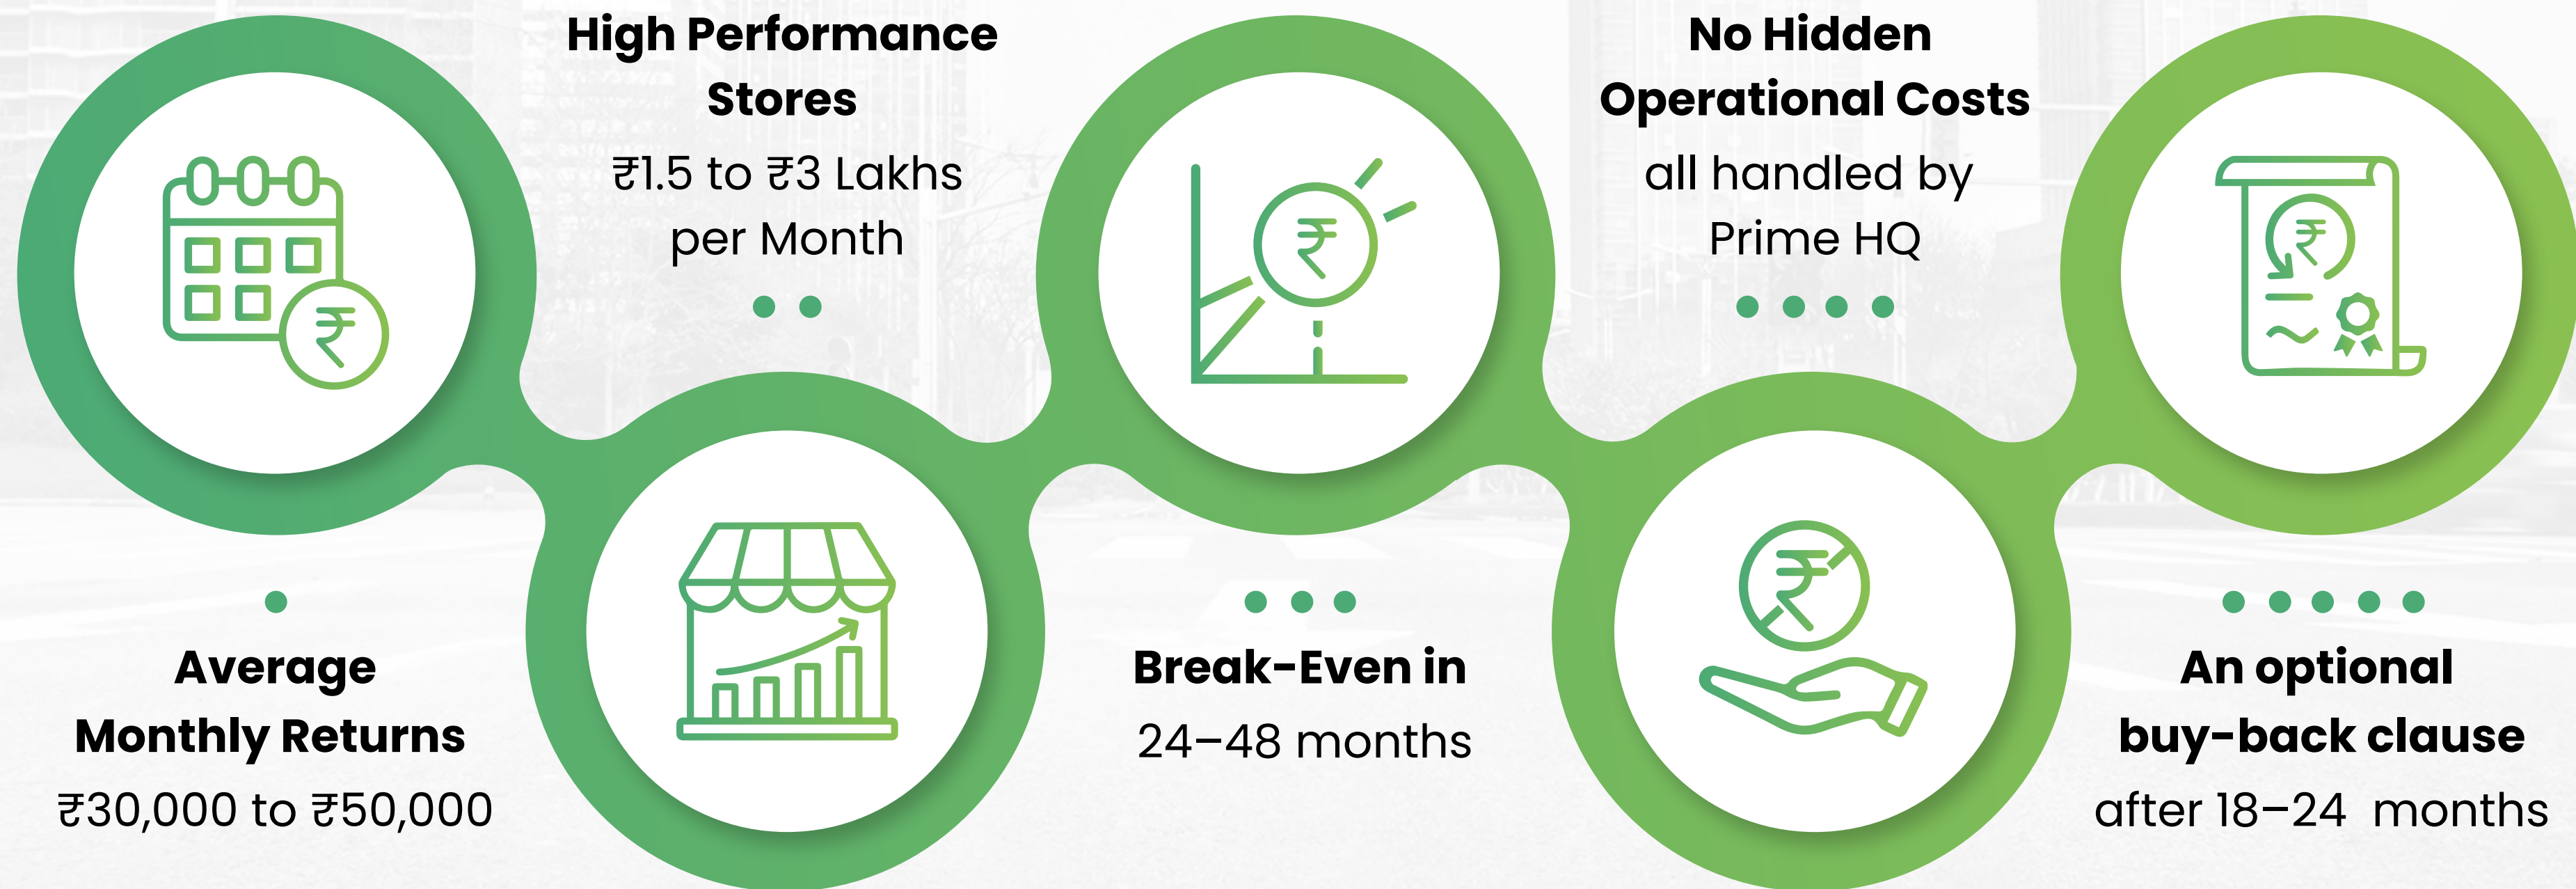 Average
Monthly Returns
₹30,000 to ₹50,000
High Performance
Stores
₹1.5 to ₹3 Lakhs
per Month
Break-Even in
24–48 months
No Hidden
Operational Costs
all handled by
Prime HQ
An optional
buy-back clause
after 18–24 months